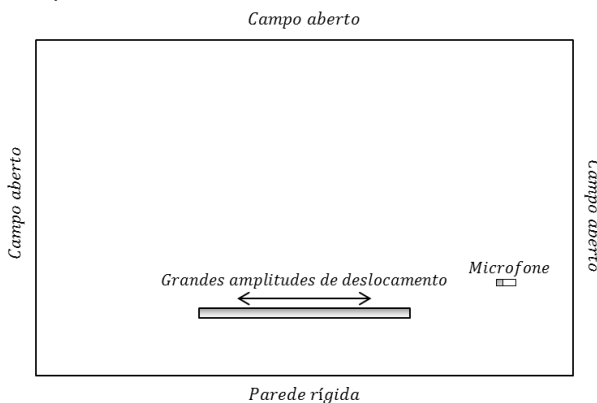 Campo aberto
Campo aberto
Campo aberto
Microfone
Grandes amplitudes de deslocamento
Parede rígida